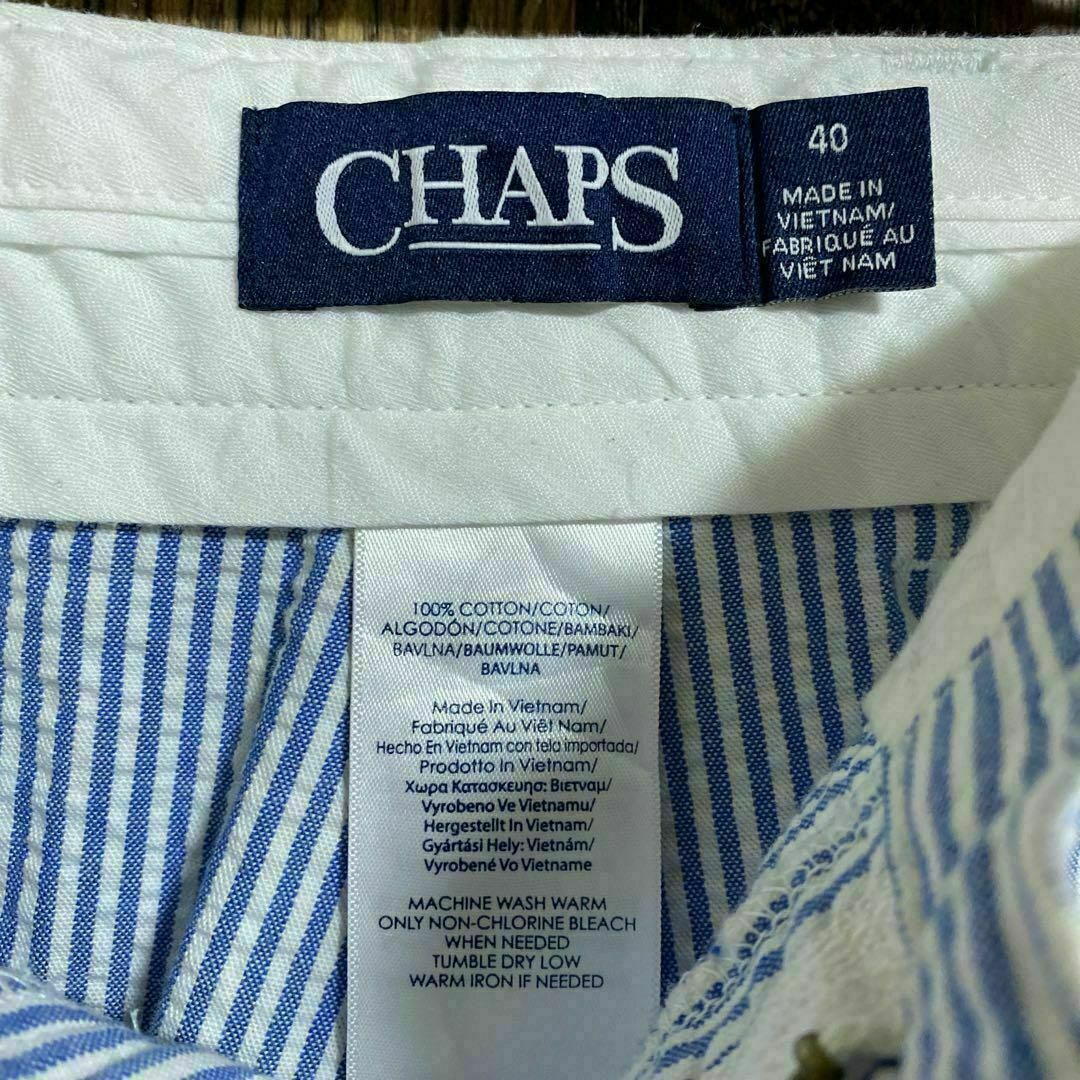 CHAPS
40
MADE IN
VIETNAM/
FABRIQUÉ AU
VIÊT NAM
100% COTTON/COTON/
ALGODÓN/COTONE/BAMBAKI/
BAVLNA/BAUMWOLLE/PAMUT/
BAVLNA
Made In Vietnam/
Fabriqué Au Viêt Nam/
Hecho En Vietnam con tela importada/
Prodotto In Vietnam/
Χωρα Κατασκευησ: Βιετναμ/
Vyrobeno Ve Vietnamu/
Hergestellt In Vietnam/
Gyártási Hely: Vietnám/
Vyrobené Vo Vietname
MACHINE WASH WARM
ONLY NON-CHLORINE BLEACH
WHEN NEEDED
TUMBLE DRY LOW
WARM IRON IF NEEDED